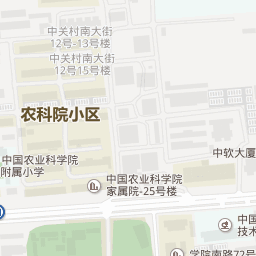 中关村南大街
12号-13号楼
中关村南大街
12号15号楼
农科院小区
中软大厦
中国农业科学院
附属小学
中国农业科学院
家属院-25号楼
中国
技术
学院南路72号